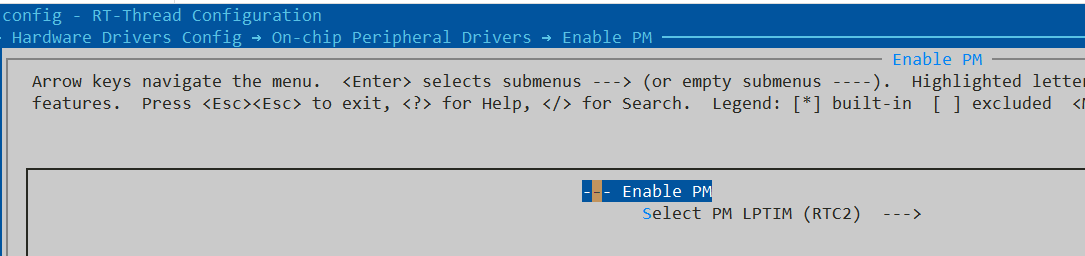 config - RT-Thread Configuration
Hardware Drivers Config → On-chip Peripheral Drivers → Enable PM
Enable PM
Arrow keys navigate the menu. <Enter> selects submenus ---> (or empty submenus ----). Highlighted lette
features. Press <Esc><Esc> to exit, <?> for Help, </> for Search. Legend: [*] built-in [ ] excluded <M
--- Enable PM
Select PM LPTIM (RTC2) --->